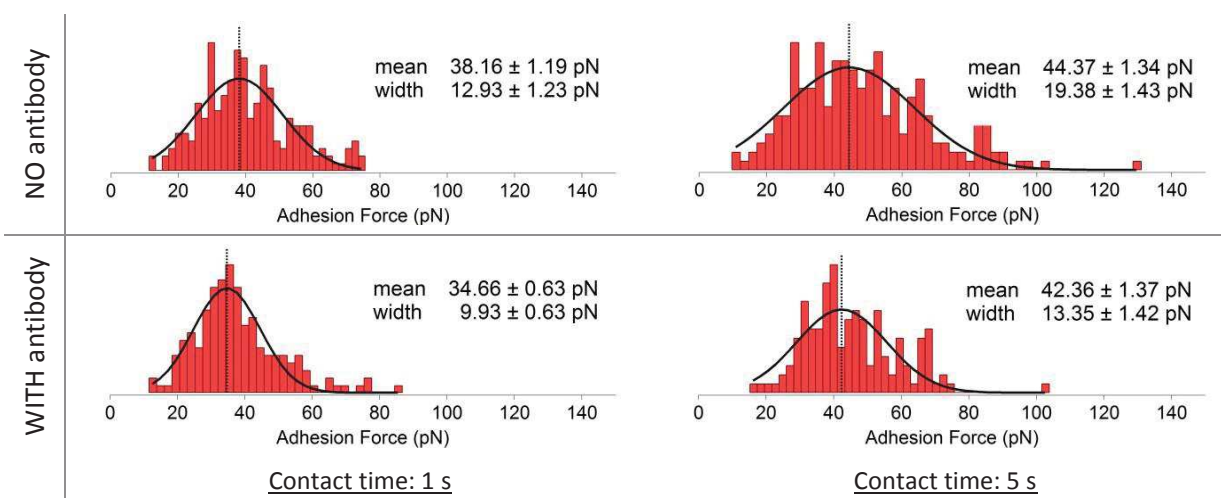 NO antibody
mean 38.16 ± 1.19 pN
width 12.93 ± 1.23 pN
0 20 40 60 80 100 120 140
Adhesion Force (pN)
mean 44.37 ± 1.34 pN
width 19.38 ± 1.43 pN
0 20 40 60 80 100 120 140
Adhesion Force (pN)
WITH antibody
mean 34.66 ± 0.63 pN
width 9.93 ± 0.63 pN
0 20 40 60 80 100 120 140
Adhesion Force (pN)
mean 42.36 ± 1.37 pN
width 13.35 ± 1.42 pN
0 20 40 60 80 100 120 140
Adhesion Force (pN)
Contact time: 1 s
Contact time: 5 s